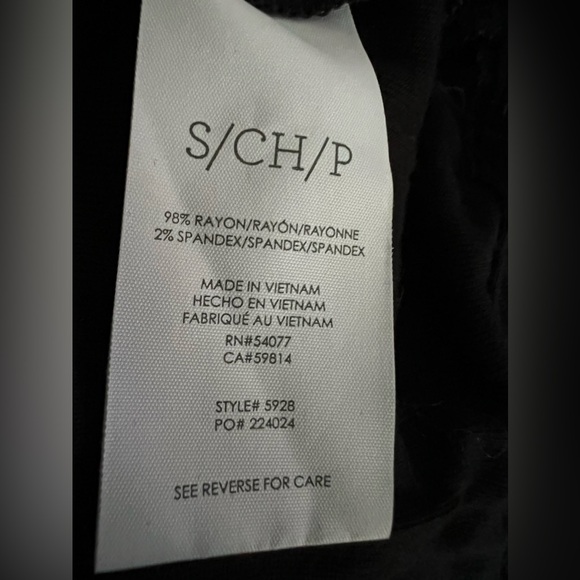 S/CH/P
98% RAYON/RAYÓN/RAYONNE
2% SPANDEX/SPANDEX/SPANDEX
MADE IN VIETNAM
HECHO EN VIETNAM
FABRIQUÉ AU VIETNAM
RN#54077
CA#59814
STYLE# 5928
PO# 224024
SEE REVERSE FOR CARE